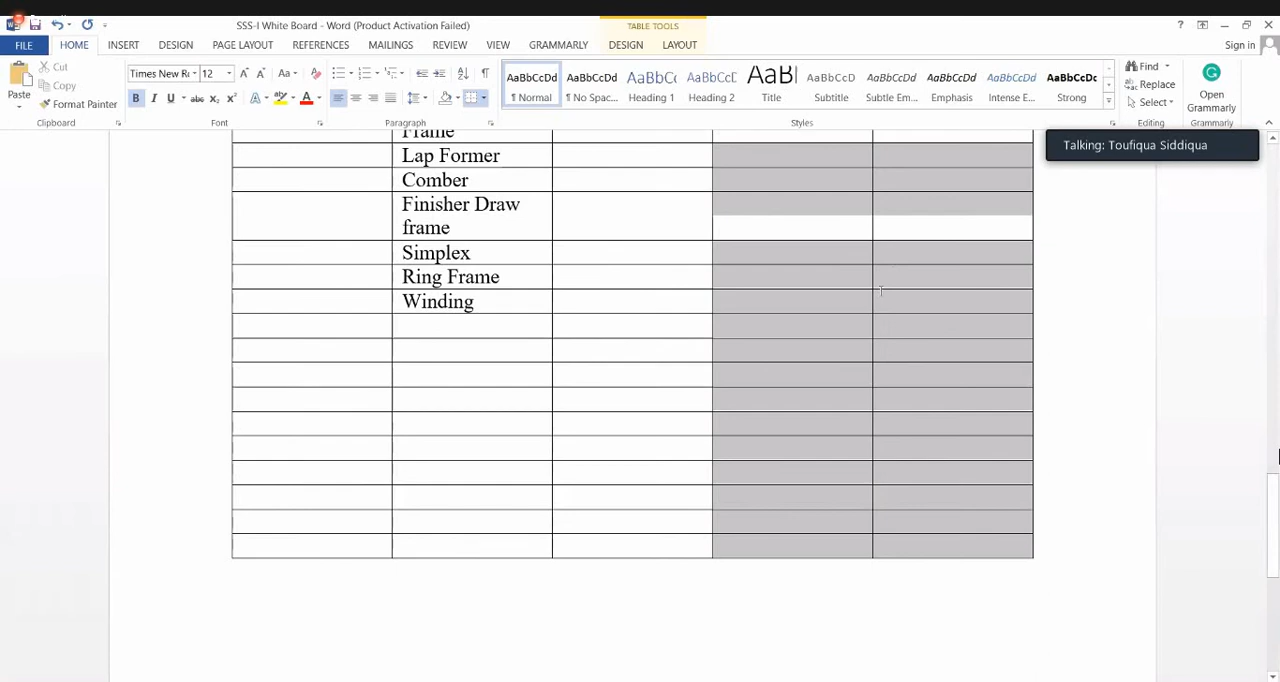 SSS-I White Board - Word (Product Activation Failed)
TABLE TOOLS
?
FILE
HOME
INSERT
DESIGN
PAGE LAYOUT
REFERENCES
MAILINGS
REVIEW
VIEW
GRAMMARLY
DESIGN
LAYOUT
Sign in
Paste
Cut
Copy
Format Painter
Clipboard
Times New Ro
12
Font
Paragraph
AaBbCcDd
¶ Normal
AaBbCcDd
¶ No Spac...
AaBbCc
Heading 1
AaBbCcD
Heading 2
AaBl
Title
AaBbCcD
Subtitle
AaBbCcDd
Subtle Em...
AaBbCcDd
Emphasis
AaBbCcDd
Intense E...
AaBbCcDc
Strong
Styles
Find
Replace
Select
Editing
Open
Grammarly
Grammarly
Talking: Toufiqua Siddiqua
Frame
Lap Former
Comber
Finisher Draw
frame
Simplex
Ring Frame
Winding